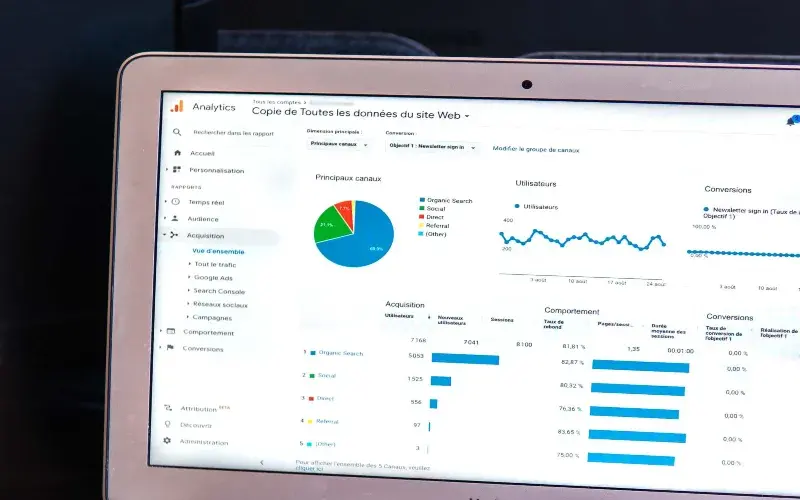 Analytics
Tous les comptes >
Copie de Toutes les données du site Web
Rechercher dans les rapport
Accueil
Personnalisation
RAPPORTS
Temps réel
Audience
Acquisition
Vue d'ensemble
Tout le trafic
Google Ads
Search Console
Réseaux sociaux
Campagnes
Comportement
Conversions
Attribution BETA
Découvrir
Administration
Dimension principale :
Conversion :
Principaux canaux
Objectif 1 : Newsletter sign in
Modifier le groupe de canaux
Principaux canaux
Organic Search
Social
Direct
Referral
(Other)
7,7%
69,9%
Utilisateurs
Utilisateurs
400
200
3 août
10 août
17 août
24 août
Conversions
Newsletter sign in (Taux de
Objectif 1)
100,00 %
0,00 %
3 août
10 août
Acquisition
Comportement
Conversions
Utilisateurs
Nouveaux utilisateurs
Sessions
Taux de rebond
Pages/sessi...
Durée moyenne des sessions
Taux de conversion de l'objectif 1
Réalisation de l'objectif 1
7 168
7 041
8 100
81,81 %
1,35
00:01:00
0,00 %
1 Organic Search 5 053 82,87 % 0,00 %
2 Social 1 525 80,32 % 0,00 %
3 Direct 556 76,36 % 0,00 %
4 Referral 97 83,65 % 0,00 %
5 (Other) 3 75,00 % 0,00 %
Pour afficher l'ensemble des 5 Canaux, veuillez
cliquer ici